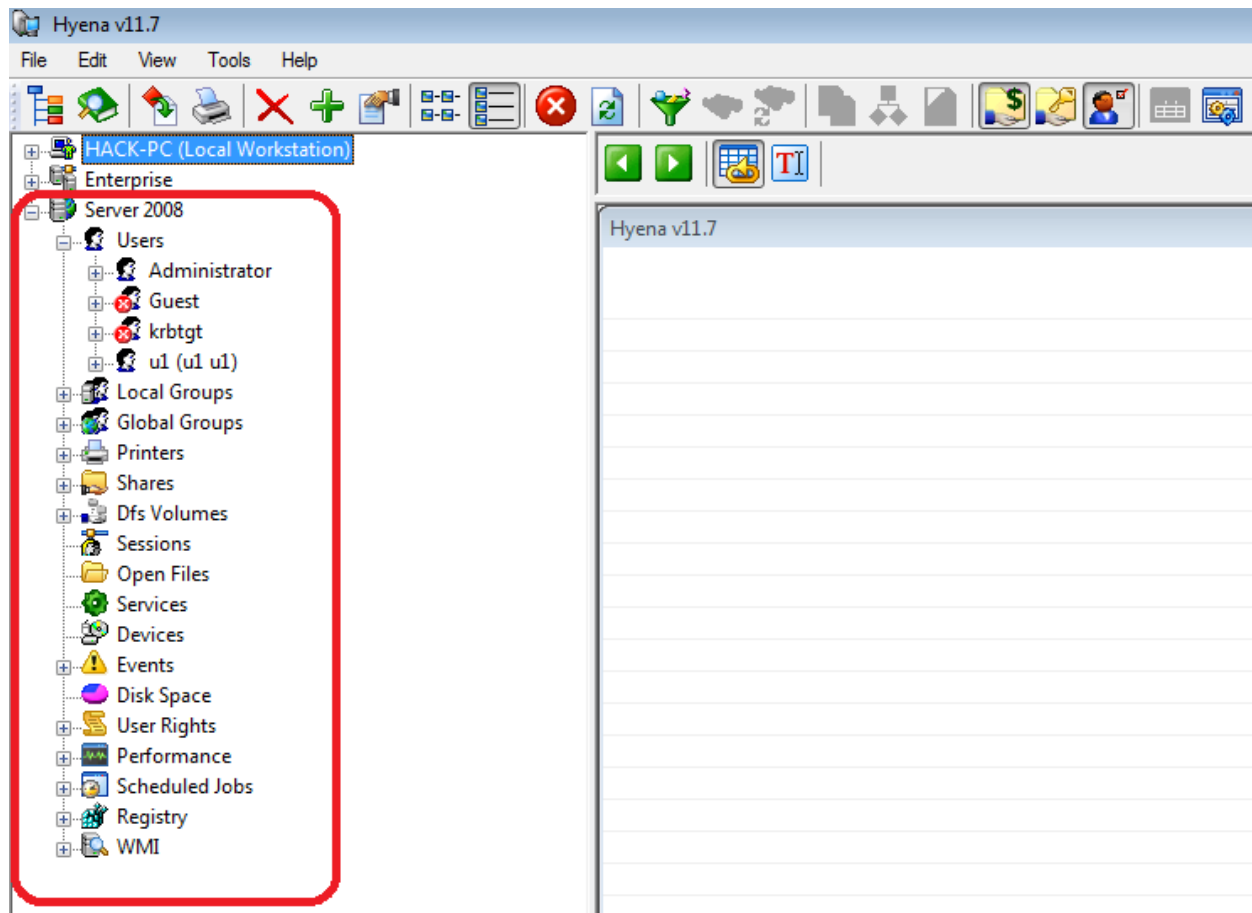 Hyena v11.7
File Edit View Tools Help
HACK-PC (Local Workstation)
Enterprise
Server 2008
Users
Administrator
Guest
krbtgt
u1 (u1 u1)
Local Groups
Global Groups
Printers
Shares
Dfs Volumes
Sessions
Open Files
Services
Devices
Events
Disk Space
User Rights
Performance
Scheduled Jobs
Registry
WMI
Hyena v11.7